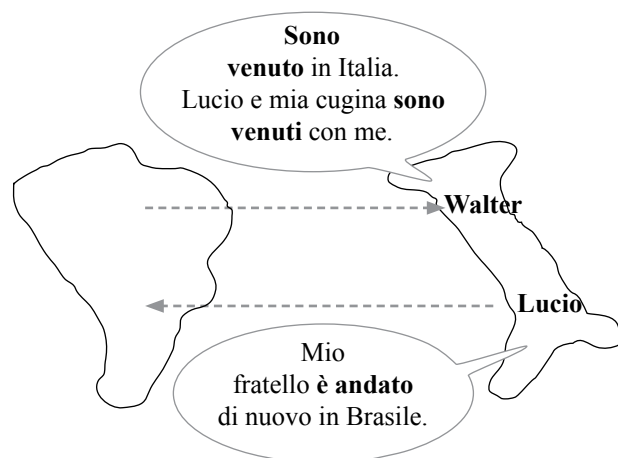 Sono
venuto in Italia.
Lucio e mia cugina sono
venuti con me.
Walter
Lucio
Mio
fratello è andato
di nuovo in Brasile.